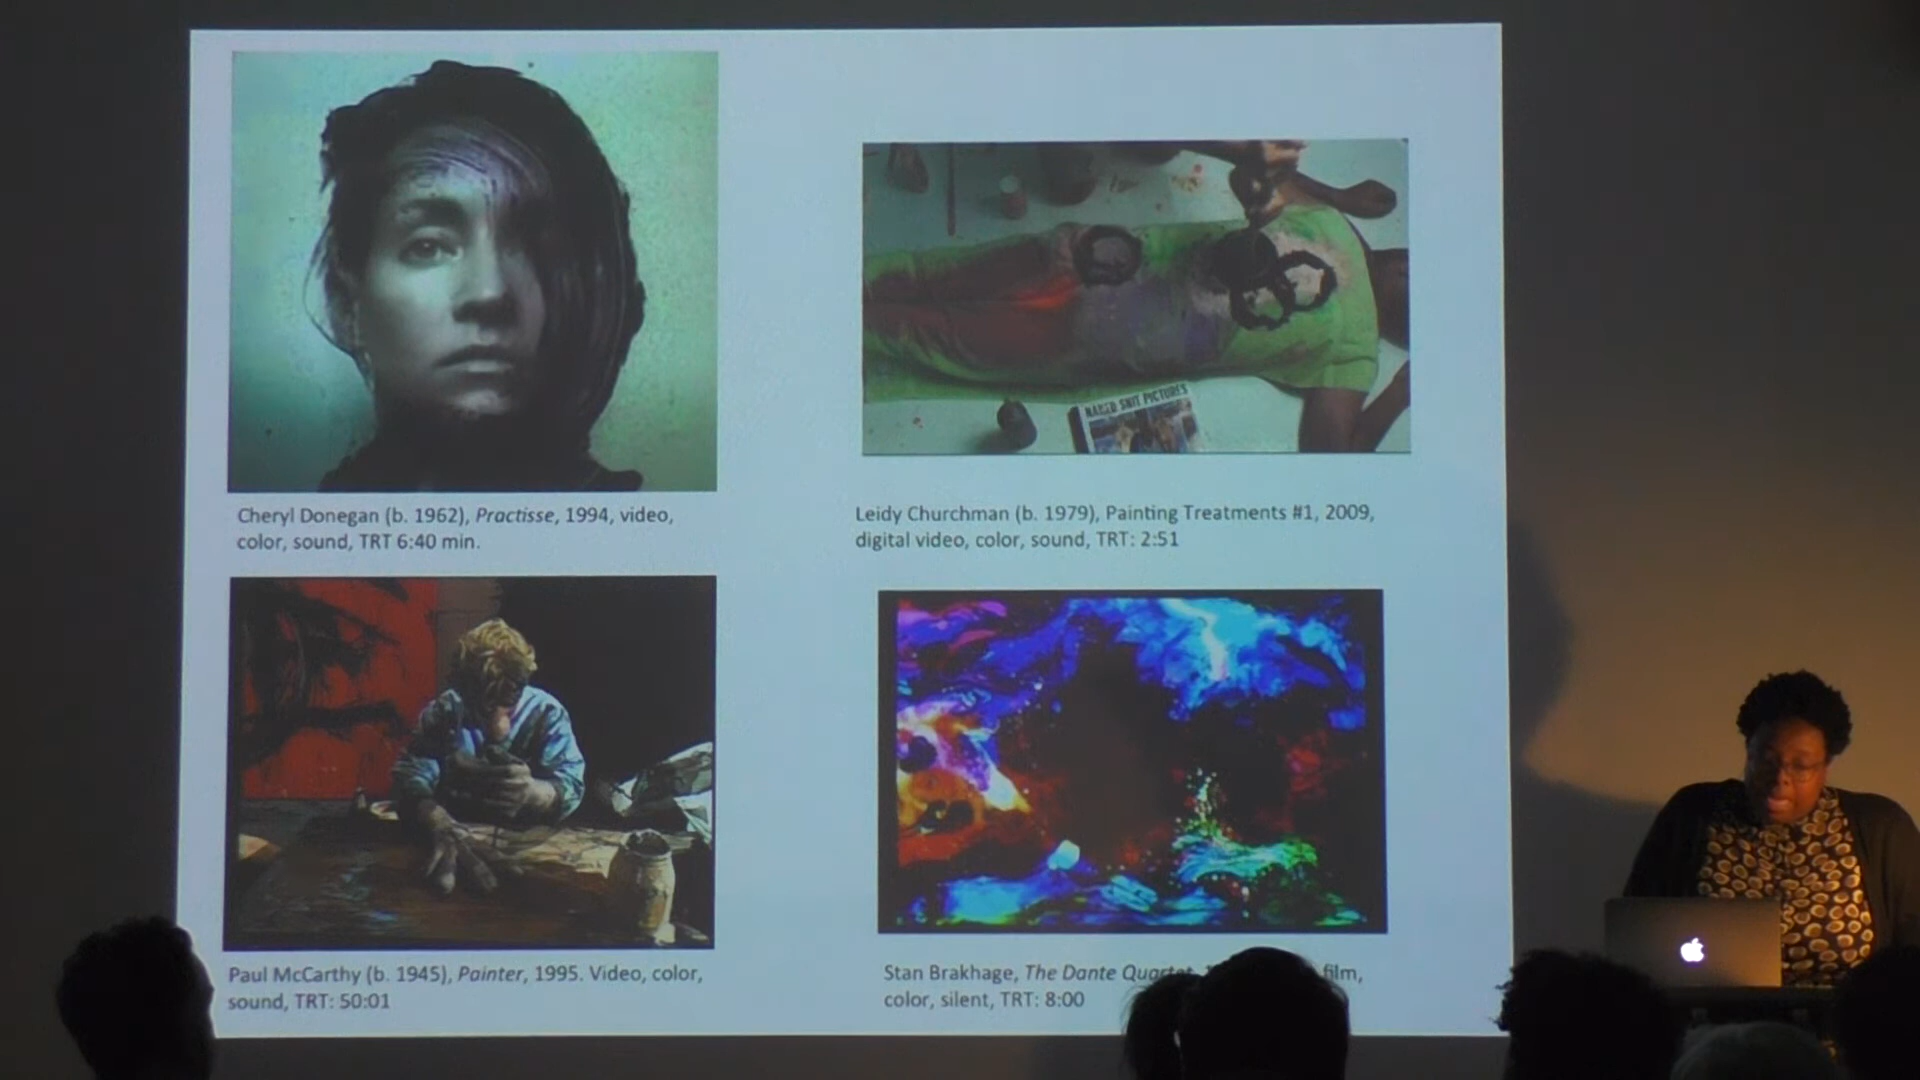 Cheryl Donegan (b. 1962), Practisse, 1994, video,
color, sound, TRT 6:40 min.
NAKED SHIT PICTURES
Leidy Churchman (b. 1979), Painting Treatments #1, 2009,
digital video, color, sound, TRT: 2:51
Paul McCarthy (b. 1945), Painter, 1995. Video, color,
sound, TRT: 50:01
Stan Brakhage, The Dante Quartet, film,
color, silent, TRT: 8:00